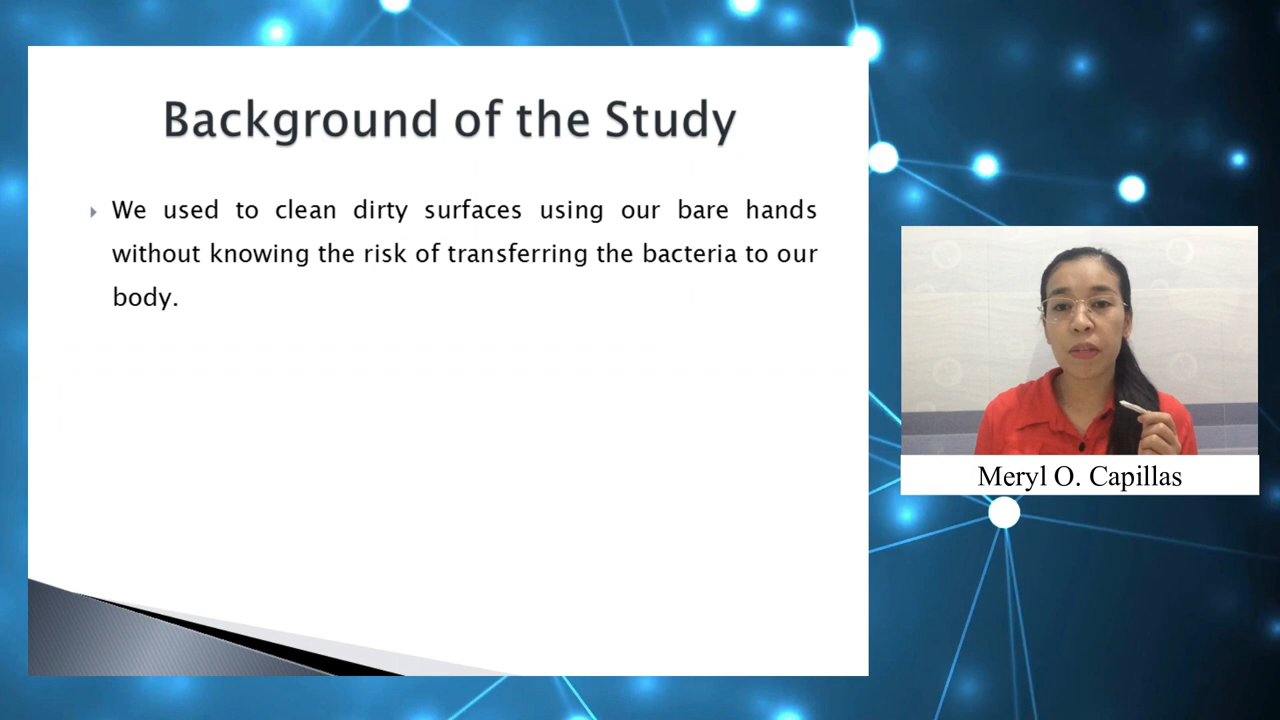 Background of the Study
We used to clean dirty surfaces using our bare hands
without knowing the risk of transferring the bacteria to our
body.
Meryl O. Capillas